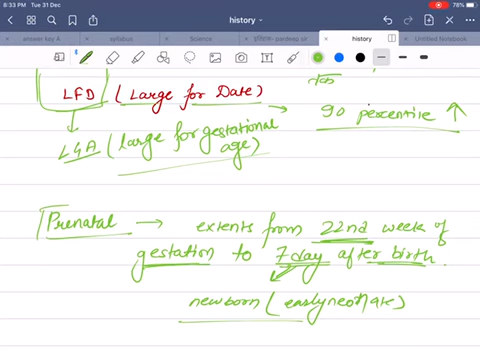 8:33 PM Tues 31 Dec
history
78%
answer key A
syllabus
Science
history
Untitled Notebook
LFD (Large for Date)
90 percentile ↑
LGA (Large for gestational
age)
Prenatal → extents from 22nd week of
gestation to 7 day after birth.
newborn (early neonate)